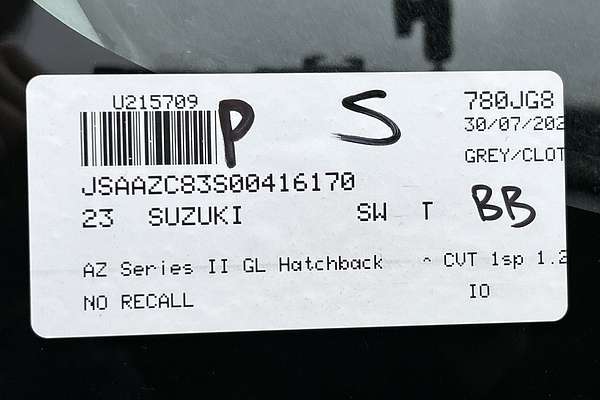 U215709 P S 780JG8
30/07/202
GREY/CLOT
JSAAZC83S00416170
23 SUZUKI SW T BB
AZ Series II GL Hatchback ^ CVT 1sp 1.2
NO RECALL IO